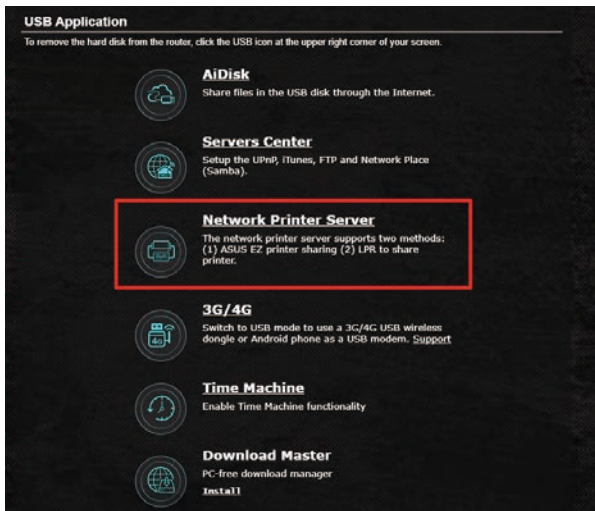 USB Application
To remove the hard disk from the router, click the USB icon at the upper right corner of your screen.
AiDisk
Share files in the USB disk through the Internet.
Servers Center
Setup the UPnP, iTunes, FTP and Network Place
(Samba).
Network Printer Server
The network printer server supports two methods:
(1) ASUS EZ printer sharing (2) LPR to share
printer.
3G/4G
Switch to USB mode to use a 3G/4G USB wireless
dongle or Android phone as a USB modem. Support
4G
Time Machine
Enable Time Machine functionality
Download Master
PC-free download manager
Install